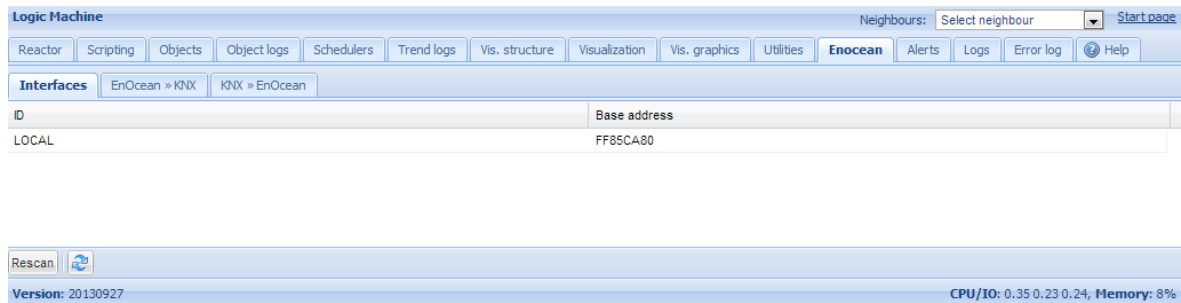 Logic Machine Neighbours: Select neighbour Start page
Reactor Scripting Objects Object logs Schedulers Trend logs Vis. structure Visualization Vis. graphics Utilities Enocean Alerts Logs Error log Help
Interfaces EnOcean » KNX KNX » EnOcean
ID Base address
LOCAL FF85CA80
Rescan
Version: 20130927 CPU/IO: 0.35 0.23 0.24, Memory: 8%